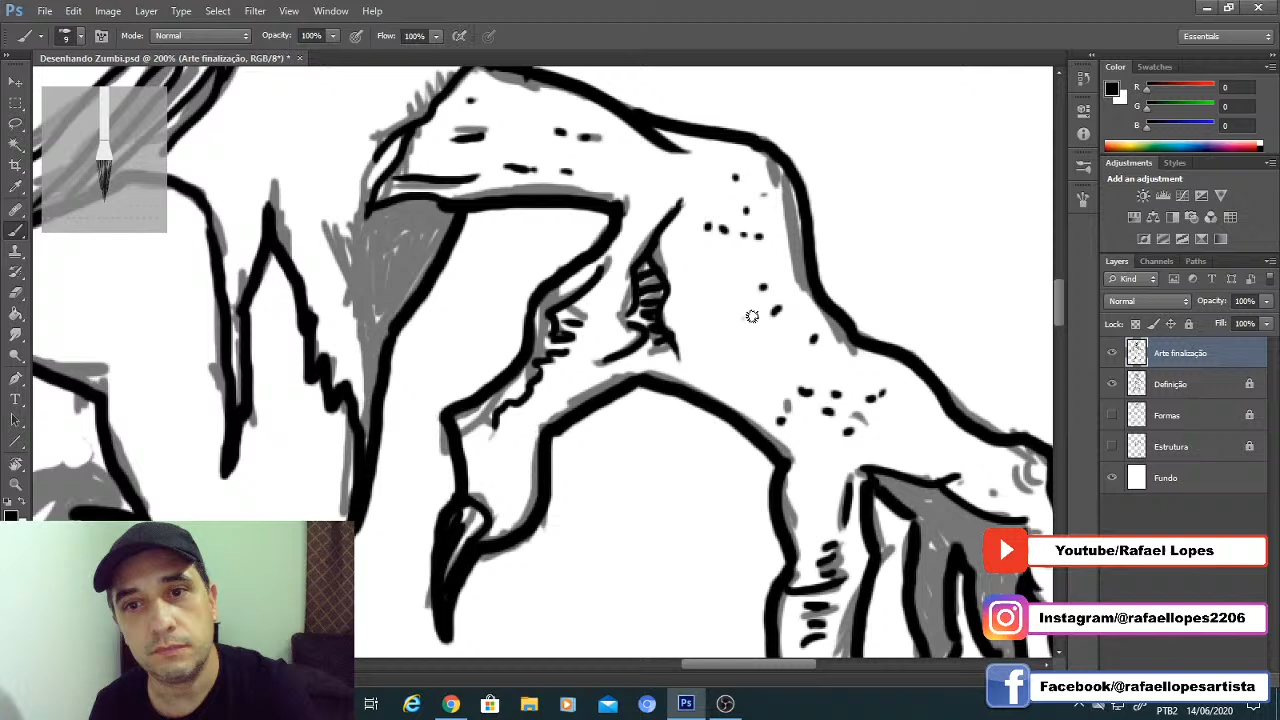 Ps File Edit Image Layer Type Select Filter View Window Help
9 Mode: Normal Opacity: 100% Flow: 100% Essentials
Desenhando Zumbi.psd @ 200% (Arte finalização, RGB/8*) * ×
Color Swatches
R 0
G 0
B 0
Adjustments Styles
Add an adjustment
Layers Channels Paths
Kind
Normal Opacity: 100%
Lock: Fill: 100%
Arte finalização
Definição
Formas
Estrutura
Fundo
Youtube/Rafael Lopes
Instagram/@rafaellopes2206
Facebook/@rafaellopesartista
Ps
PTB2 14/06/2020